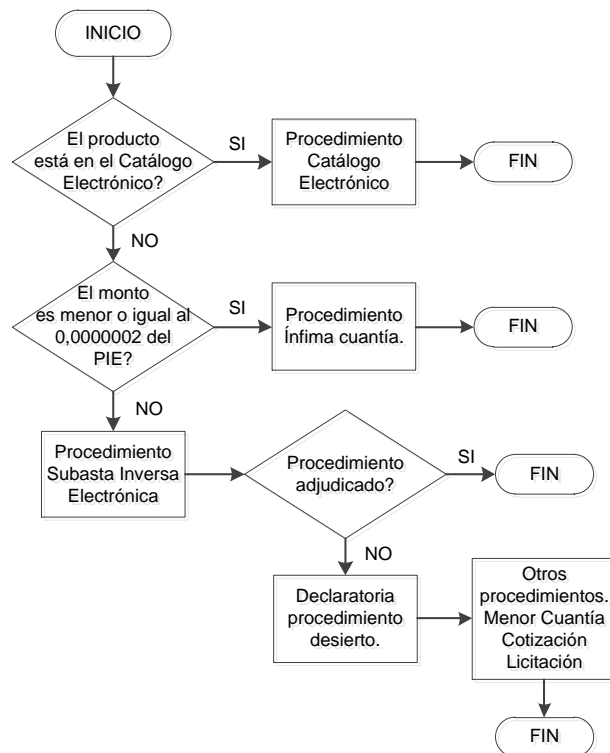 INICIO
El producto
está en el Catálogo
Electrónico?
SI
Procedimiento
Catálogo
Electrónico
FIN
NO
El monto
es menor o igual al
0,0000002 del
PIE?
SI
Procedimiento
Ínfima cuantía.
FIN
NO
Procedimiento
Subasta Inversa
Electrónica
Procedimiento
adjudicado?
SI
FIN
NO
Declaratoria
procedimiento
desierto.
Otros
procedimientos.
Menor Cuantía
Cotización
Licitación
FIN